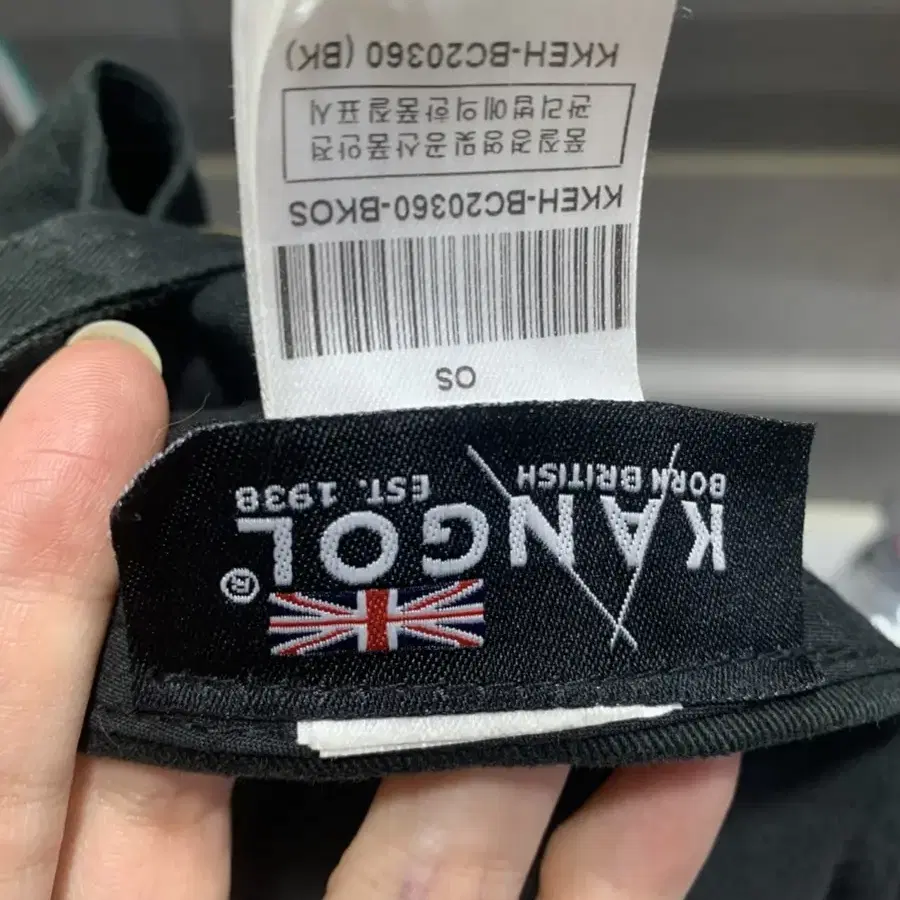 KANGOL®
BORN BRITISH EST. 1938
OS
KKEH-BC20360-BKOS
품질경영및공산품안전
관리법에의한품질표시
KKEH-BC20360 (BK)